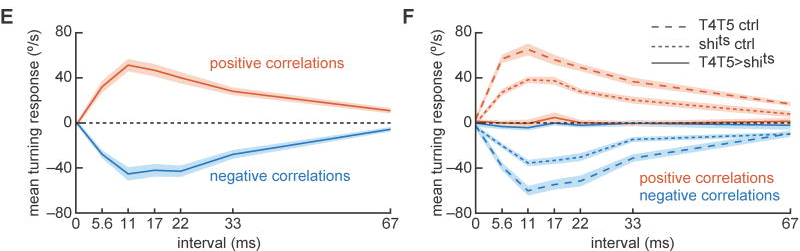 E
mean turning response (º/s)
80
40
0
–40
–80
positive correlations
negative correlations
0 5.6 11 17 22 33 67
interval (ms)
F
mean turning response (º/s)
80
40
0
–40
–80
T4T5 ctrl
shits ctrl
T4T5>shits
positive correlations
negative correlations
0 5.6 11 17 22 33 67
interval (ms)